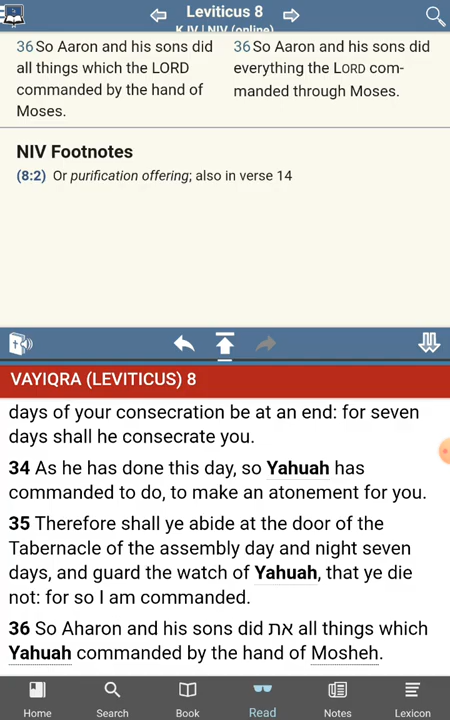 Leviticus 8
KJV | NIV (online)
36 So Aaron and his sons did
all things which the LORD
commanded by the hand of
Moses.
36 So Aaron and his sons did
everything the LORD com-
manded through Moses.
NIV Footnotes
(8:2) Or purification offering; also in verse 14
VAYIQRA (LEVITICUS) 8
days of your consecration be at an end: for seven
days shall he consecrate you.
34 As he has done this day, so Yahuah has
commanded to do, to make an atonement for you.
35 Therefore shall ye abide at the door of the
Tabernacle of the assembly day and night seven
days, and guard the watch of Yahuah, that ye die
not: for so I am commanded.
36 So Aharon and his sons did את all things which
Yahuah commanded by the hand of Mosheh.
Home Search Book Read Notes Lexicon